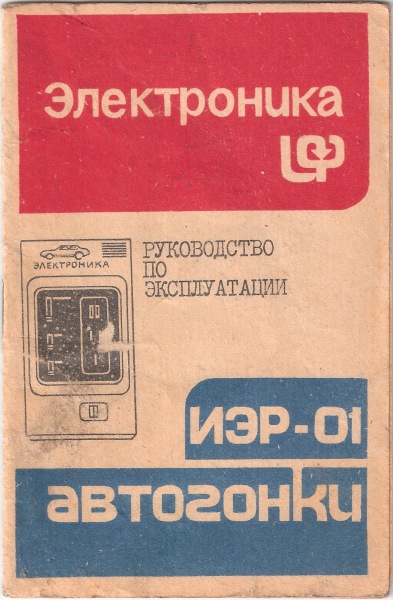 Электроника
ЭЛЕКТРОНИКА
РУКОВОДСТВО
ПО
ЭКСПЛУАТАЦИИ
ИЭР-01
автогонки